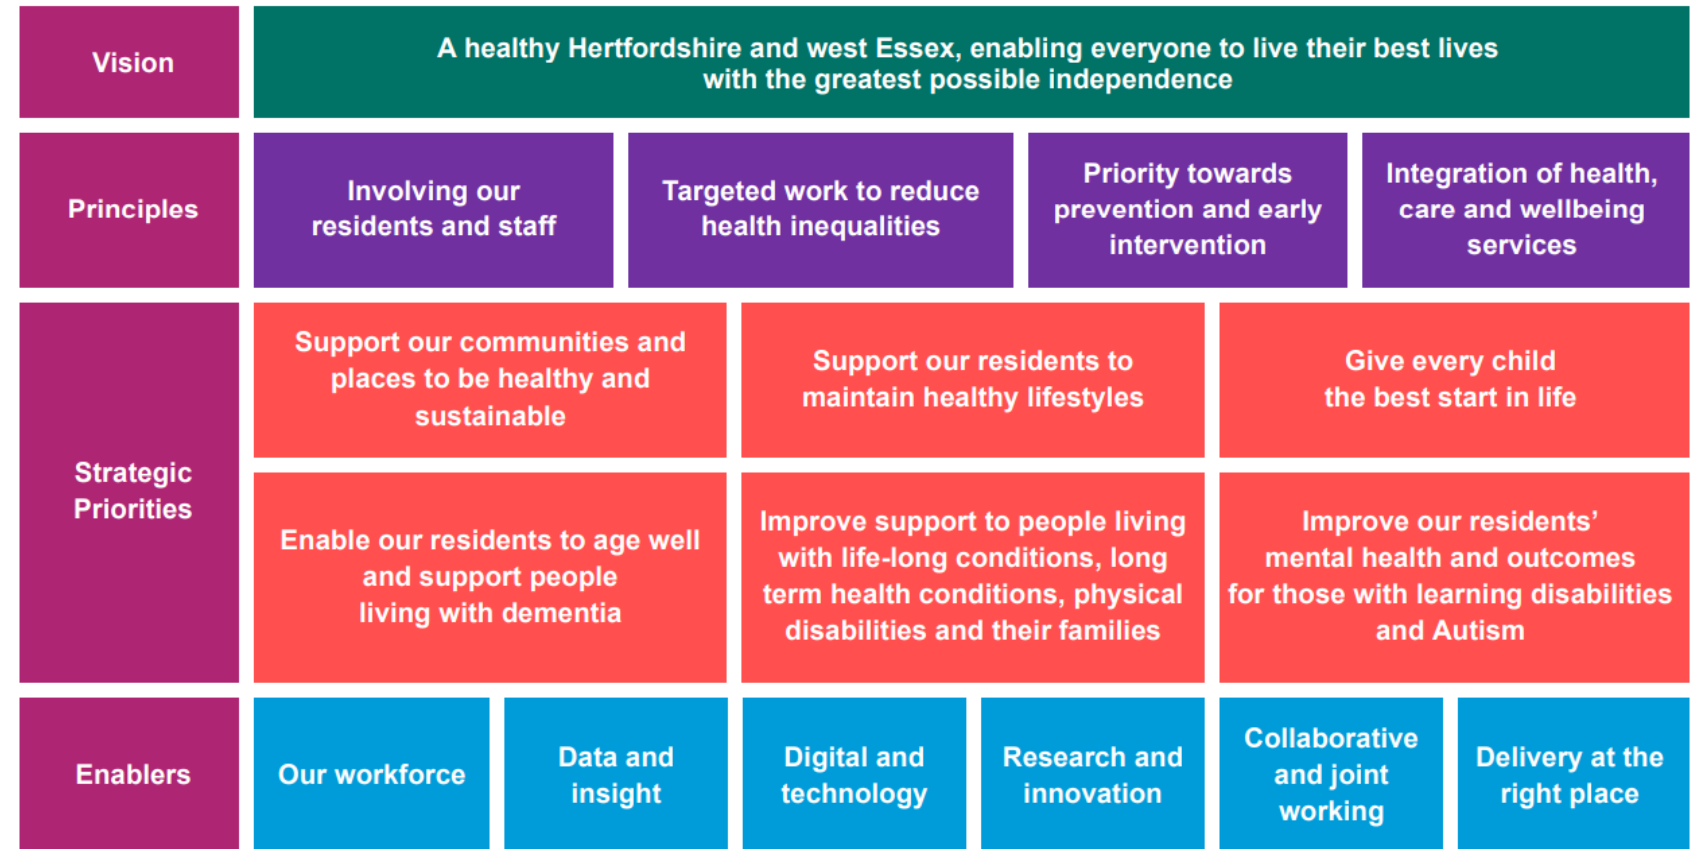 Vision
A healthy Hertfordshire and west Essex, enabling everyone to live their best lives
with the greatest possible independence
Principles
Involving our
residents and staff
Targeted work to reduce
health inequalities
Priority towards
prevention and early
intervention
Integration of health,
care and wellbeing
services
Strategic
Priorities
Support our communities and
places to be healthy and
sustainable
Support our residents to
maintain healthy lifestyles
Give every child
the best start in life
Enable our residents to age well
and support people
living with dementia
Improve support to people living
with life-long conditions, long
term health conditions, physical
disabilities and their families
Improve our residents’
mental health and outcomes
for those with learning disabilities
and Autism
Enablers
Our workforce
Data and
insight
Digital and
technology
Research and
innovation
Collaborative
and joint
working
Delivery at the
right place